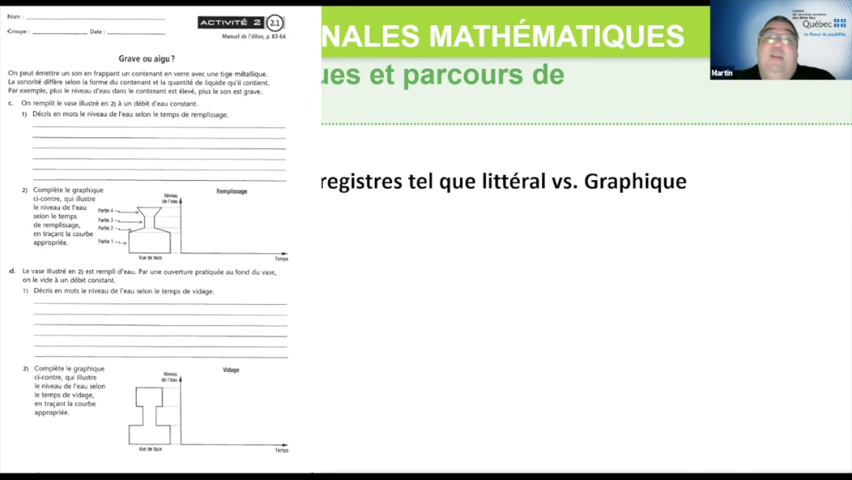 Nom :
Groupe : Date :
ACTIVITÉ 2 2.1
Manuel de l'élève, p. 63-64
Grave ou aigu ?
On peut émettre un son en frappant un contenant en verre avec une tige métallique.
La sonorité diffère selon la forme du contenant et la quantité de liquide qu'il contient.
Par exemple, plus le niveau d'eau dans le contenant est élevé, plus le son est grave.
c. On remplit le vase illustré en 2) à un débit d'eau constant.
1) Décris en mots le niveau de l'eau selon le temps de remplissage.
2) Complète le graphique
ci-contre, qui illustre
le niveau de l'eau
selon le temps
de remplissage,
en traçant la courbe
appropriée.
Niveau
de l'eau
Remplissage
Partie 4
Partie 3
Partie 2
Partie 1
Vue de face
Temps
d. Le vase illustré en 2) est rempli d'eau. Par une ouverture pratiquée au fond du vase,
on le vide à un débit constant.
1) Décris en mots le niveau de l'eau selon le temps de vidage.
2) Complète le graphique
ci-contre, qui illustre
le niveau de l'eau selon
le temps de vidage,
en traçant la courbe
appropriée.
Niveau
de l'eau
Vidage
Vue de face
Temps
NALES MATHÉMATIQUES
ues et parcours de
registres tel que littéral vs. Graphique
Martin
Québec